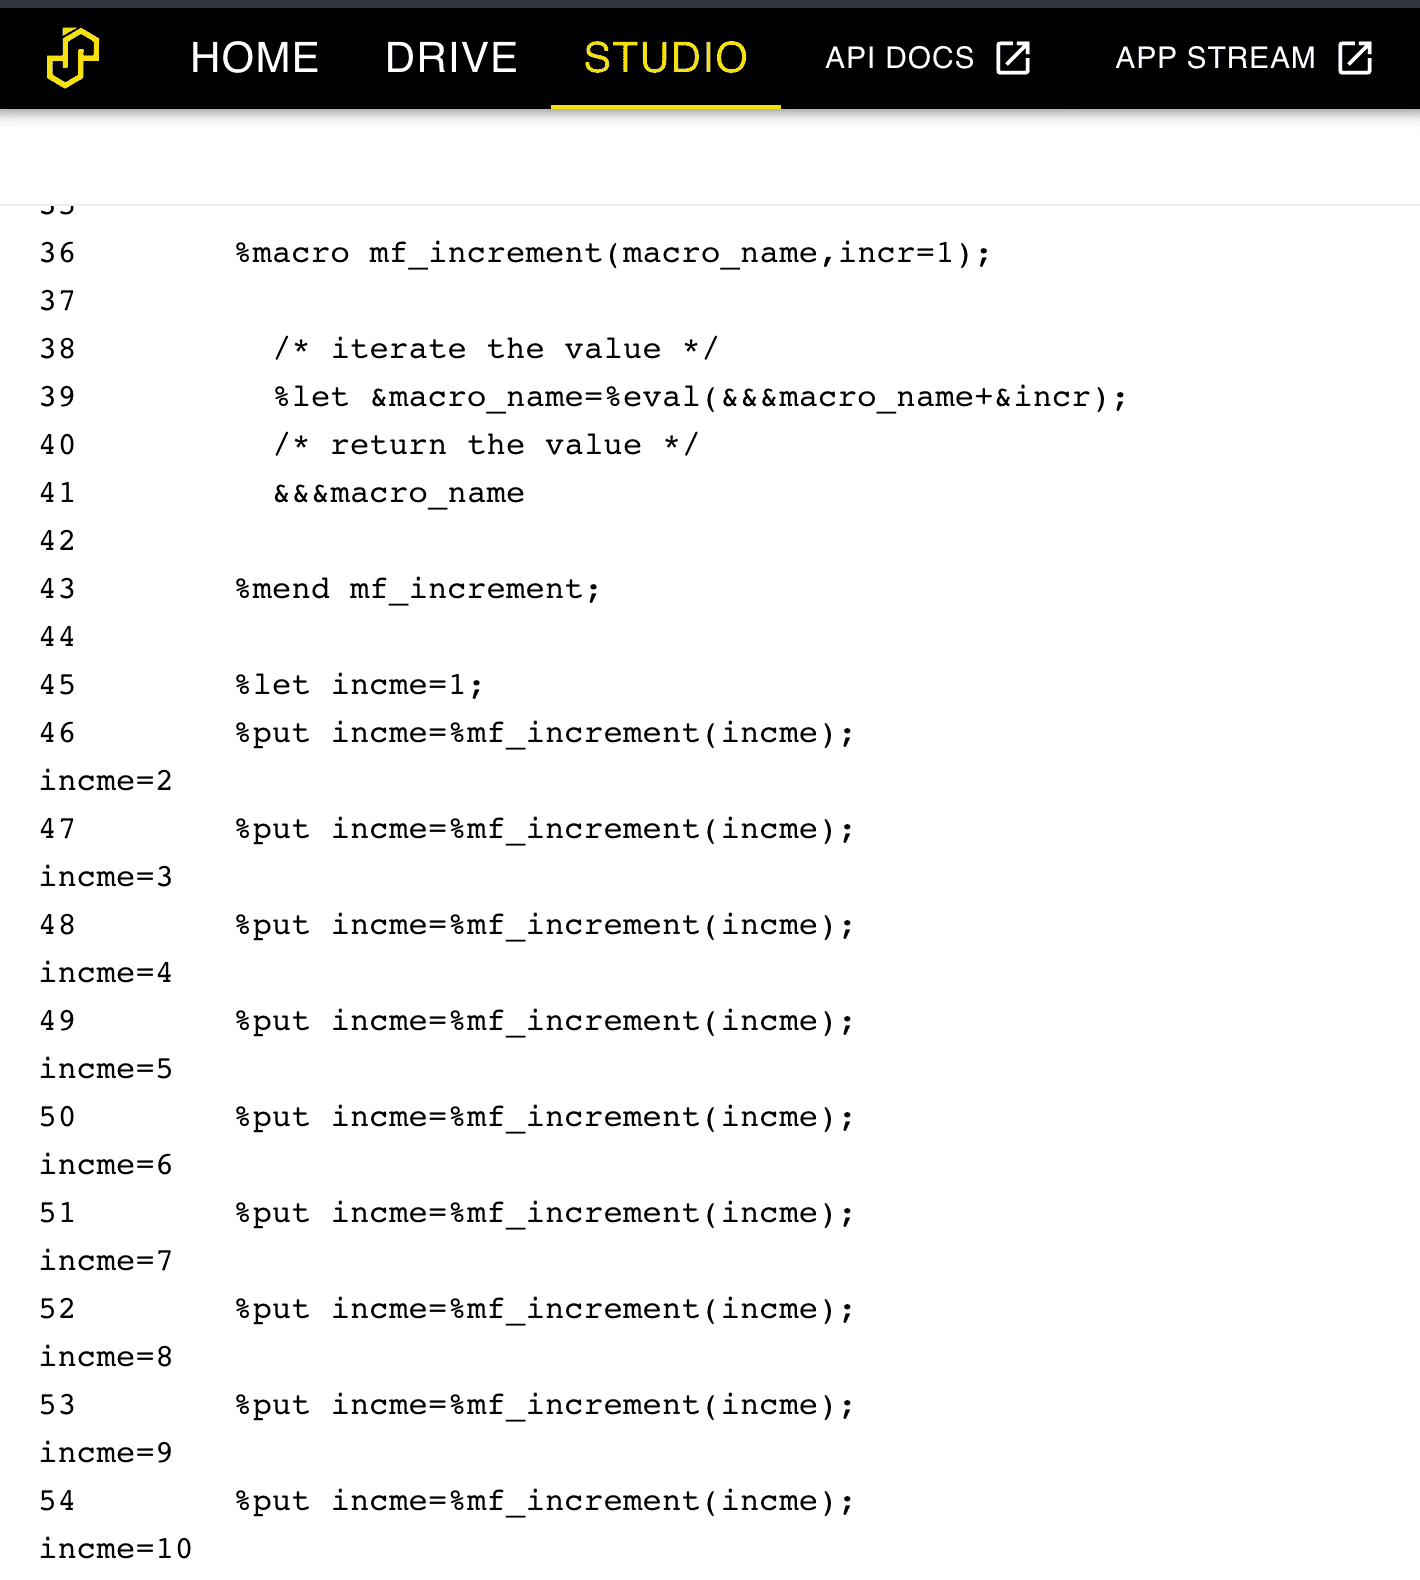 HOME DRIVE STUDIO API DOCS APP STREAM
36 %macro mf_increment(macro_name,incr=1);
37
38 /* iterate the value */
39 %let &macro_name=%eval(&&&macro_name+&incr);
40 /* return the value */
41 &&&macro_name
42
43 %mend mf_increment;
44
45 %let incme=1;
46 %put incme=%mf_increment(incme);
incme=2
47 %put incme=%mf_increment(incme);
incme=3
48 %put incme=%mf_increment(incme);
incme=4
49 %put incme=%mf_increment(incme);
incme=5
50 %put incme=%mf_increment(incme);
incme=6
51 %put incme=%mf_increment(incme);
incme=7
52 %put incme=%mf_increment(incme);
incme=8
53 %put incme=%mf_increment(incme);
incme=9
54 %put incme=%mf_increment(incme);
incme=10